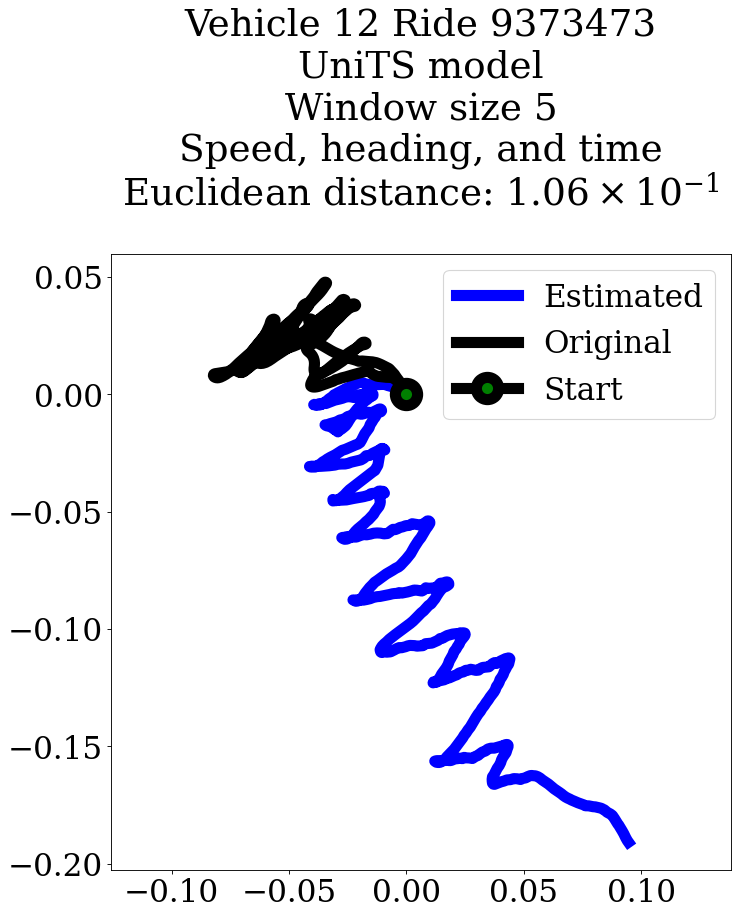 Vehicle 12 Ride 9373473
UniTS model
Window size 5
Speed, heading, and time
Euclidean distance: 1.06 × 10⁻¹
Estimated
Original
Start
0.05
0.00
−0.05
−0.10
−0.15
−0.20
−0.10 −0.05 0.00 0.05 0.10